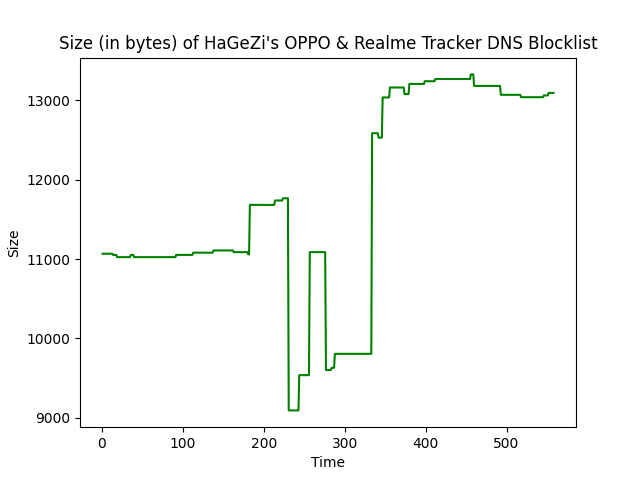 Size (in bytes) of HaGeZi's OPPO & Realme Tracker DNS Blocklist
13000
12000
11000
10000
9000
Size
0 100 200 300 400 500
Time